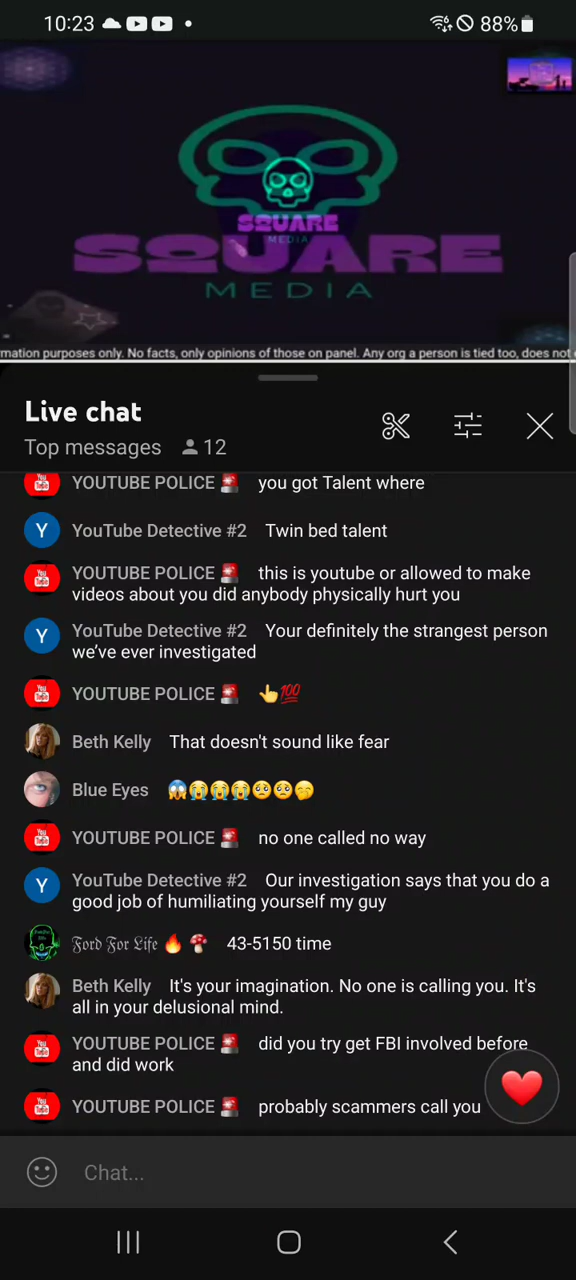 10:23 88%
SQUARE
MEDIA
SQUARE
MEDIA
mation purposes only. No facts, only opinions of those on panel. Any org a person is tied too, does not
Live chat
Top messages 12
YOUTUBE POLICE 🚨 you got Talent where
Y YouTube Detective #2 Twin bed talent
YOUTUBE POLICE 🚨 this is youtube or allowed to make
videos about you did anybody physically hurt you
Y YouTube Detective #2 Your definitely the strangest person
we've ever investigated
YOUTUBE POLICE 🚨 👆💯
Beth Kelly That doesn't sound like fear
Blue Eyes 😱😭😭😭🥺🥺🤭
YOUTUBE POLICE 🚨 no one called no way
Y YouTube Detective #2 Our investigation says that you do a
good job of humiliating yourself my guy
𝔉𝔬𝔯𝔡 𝔉𝔬𝔯 𝔏𝔦𝔣𝔢 🔥 🍄 43-5150 time
Beth Kelly It's your imagination. No one is calling you. It's
all in your delusional mind.
YOUTUBE POLICE 🚨 did you try get FBI involved before
and did work
YOUTUBE POLICE 🚨 probably scammers call you
Chat...